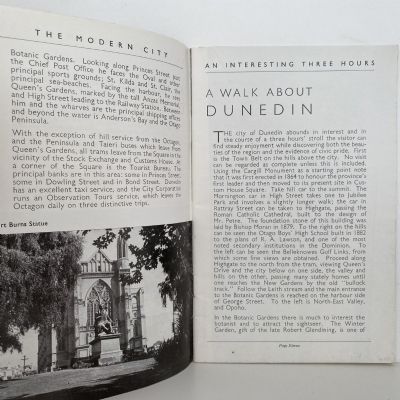 THE MODERN CITY
Botanic Gardens. Looking along Princes Street past
the Chief Post Office he faces the Oval and other
principal sports grounds; St. Kilda and St. Clair, the
principal sea-beaches. Facing the harbour, he sees
Queen's Gardens, marked by the tall Anzac Memorial,
and High Street leading to the Railway Station. Between
him and the wharves are the principal shipping offices
and beyond the water is Anderson's Bay and the Otago
Peninsula.
With the exception of hill service from the Octagon,
and the Peninsula and Taieri buses which leave from
Queen's Gardens, all trams leave from the Square in the
vicinity of the Stock Exchange and Customs House. At
a corner of the Square is the Tourist Bureau. The
principal banks are in this area: some in Princes Street,
some in Dowling Street and in Bond Street. Dunedin
has an excellent taxi service, and the City Corporation
runs an Observation Tours service, which leaves the
Octagon daily on three distinctive trips.
rt Burns Statue
AN INTERESTING THREE HOURS
A WALK ABOUT
DUNEDIN
THE city of Dunedin abounds in interest and in
the course of a three hours' stroll the visitor can
find steady enjoyment while discovering both the beau-
ties of the region and the evidence of civic pride. First
is the Town Belt on the hills above the city. No visit
can be regarded as complete unless this is included.
Using the Cargill Monument as a starting point note
that it was first erected in 1864 to honour the province's
first leader and then moved to its present site in Cus-
tom House Square. Take full note of it. The
Mornington car in High Street takes visitors to Jubilee
Park and involves a slightly longer walk; the car in
Rattray Street can be taken to Highgate, passing the
Roman Catholic Cathedral, built to the design of
Mr. Petre. The foundation stone of this building was
laid by Bishop Moran in 1879. To the right on the hills
can be seen the Otago Boys' High School built in 1882
to the plans of R. A. Lawson, and one of the most
noted secondary institutions in the Dominion. To
the left can be seen the Belleknowes Golf Links, from
which some fine views are obtained. Proceed along
Highgate to the north from the tram, viewing Queen's
Drive and the city below on one side, the valley and
hills on the other, passing many stately homes until
one reaches the New Gardens by the old "bullock
track." Follow the Leith stream and the main entrance
to the Botanic Gardens is reached on the harbour side
of George Street. To the left is North-East Valley,
and Opoho.
In the Botanic Gardens there is much to interest the
botanist and to attract the sightseer. The Winter
Garden, gift of the late Robert Glendining, is one of
Page Eleven